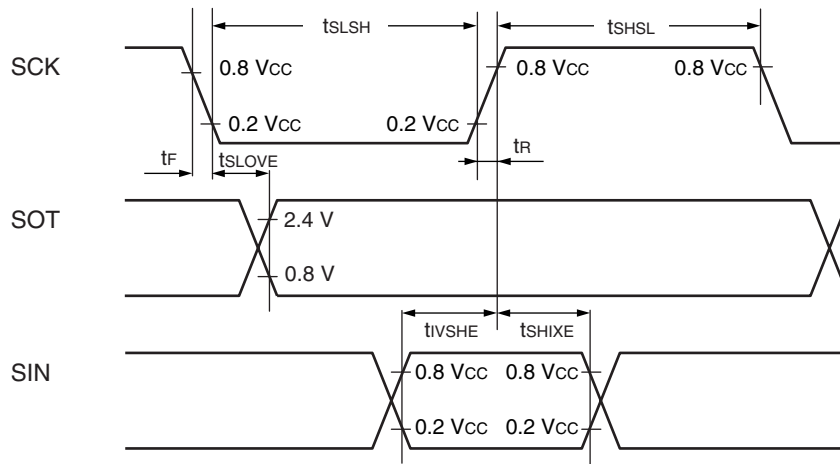 tSLSH tSHSL
SCK 0.8 VCC 0.8 VCC 0.8 VCC
0.2 VCC 0.2 VCC
tF tSLOVE tR
SOT 2.4 V
0.8 V
tIVSHE tSHIXE
SIN 0.8 VCC 0.8 VCC
0.2 VCC 0.2 VCC